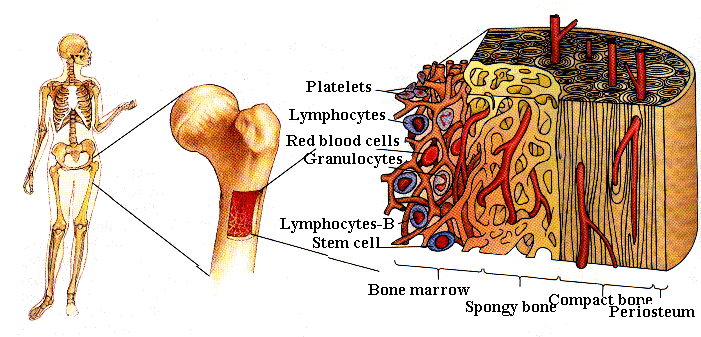 Platelets
Lymphocytes
Red blood cells
Granulocytes
Lymphocytes-B
Stem cell
Bone marrow
Spongy bone
Compact bone
Periosteum